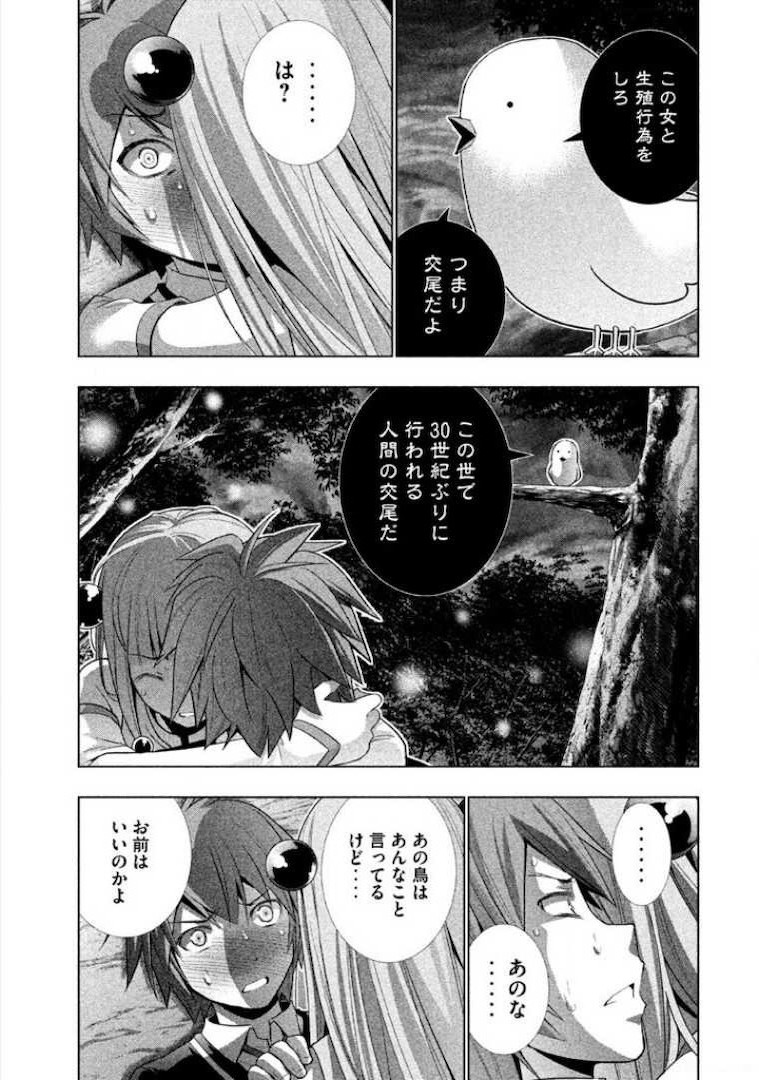 この女と
生殖行為を
しろ
つまり
交尾だよ
・・・・・・
は?
この世で
30世紀ぶりに
行われる
人間の交尾だ
・・・・・・
あのな
・・・・・・
あの鳥は
あんなこと
言ってる
けど・・・・
お前は
いいのかよ